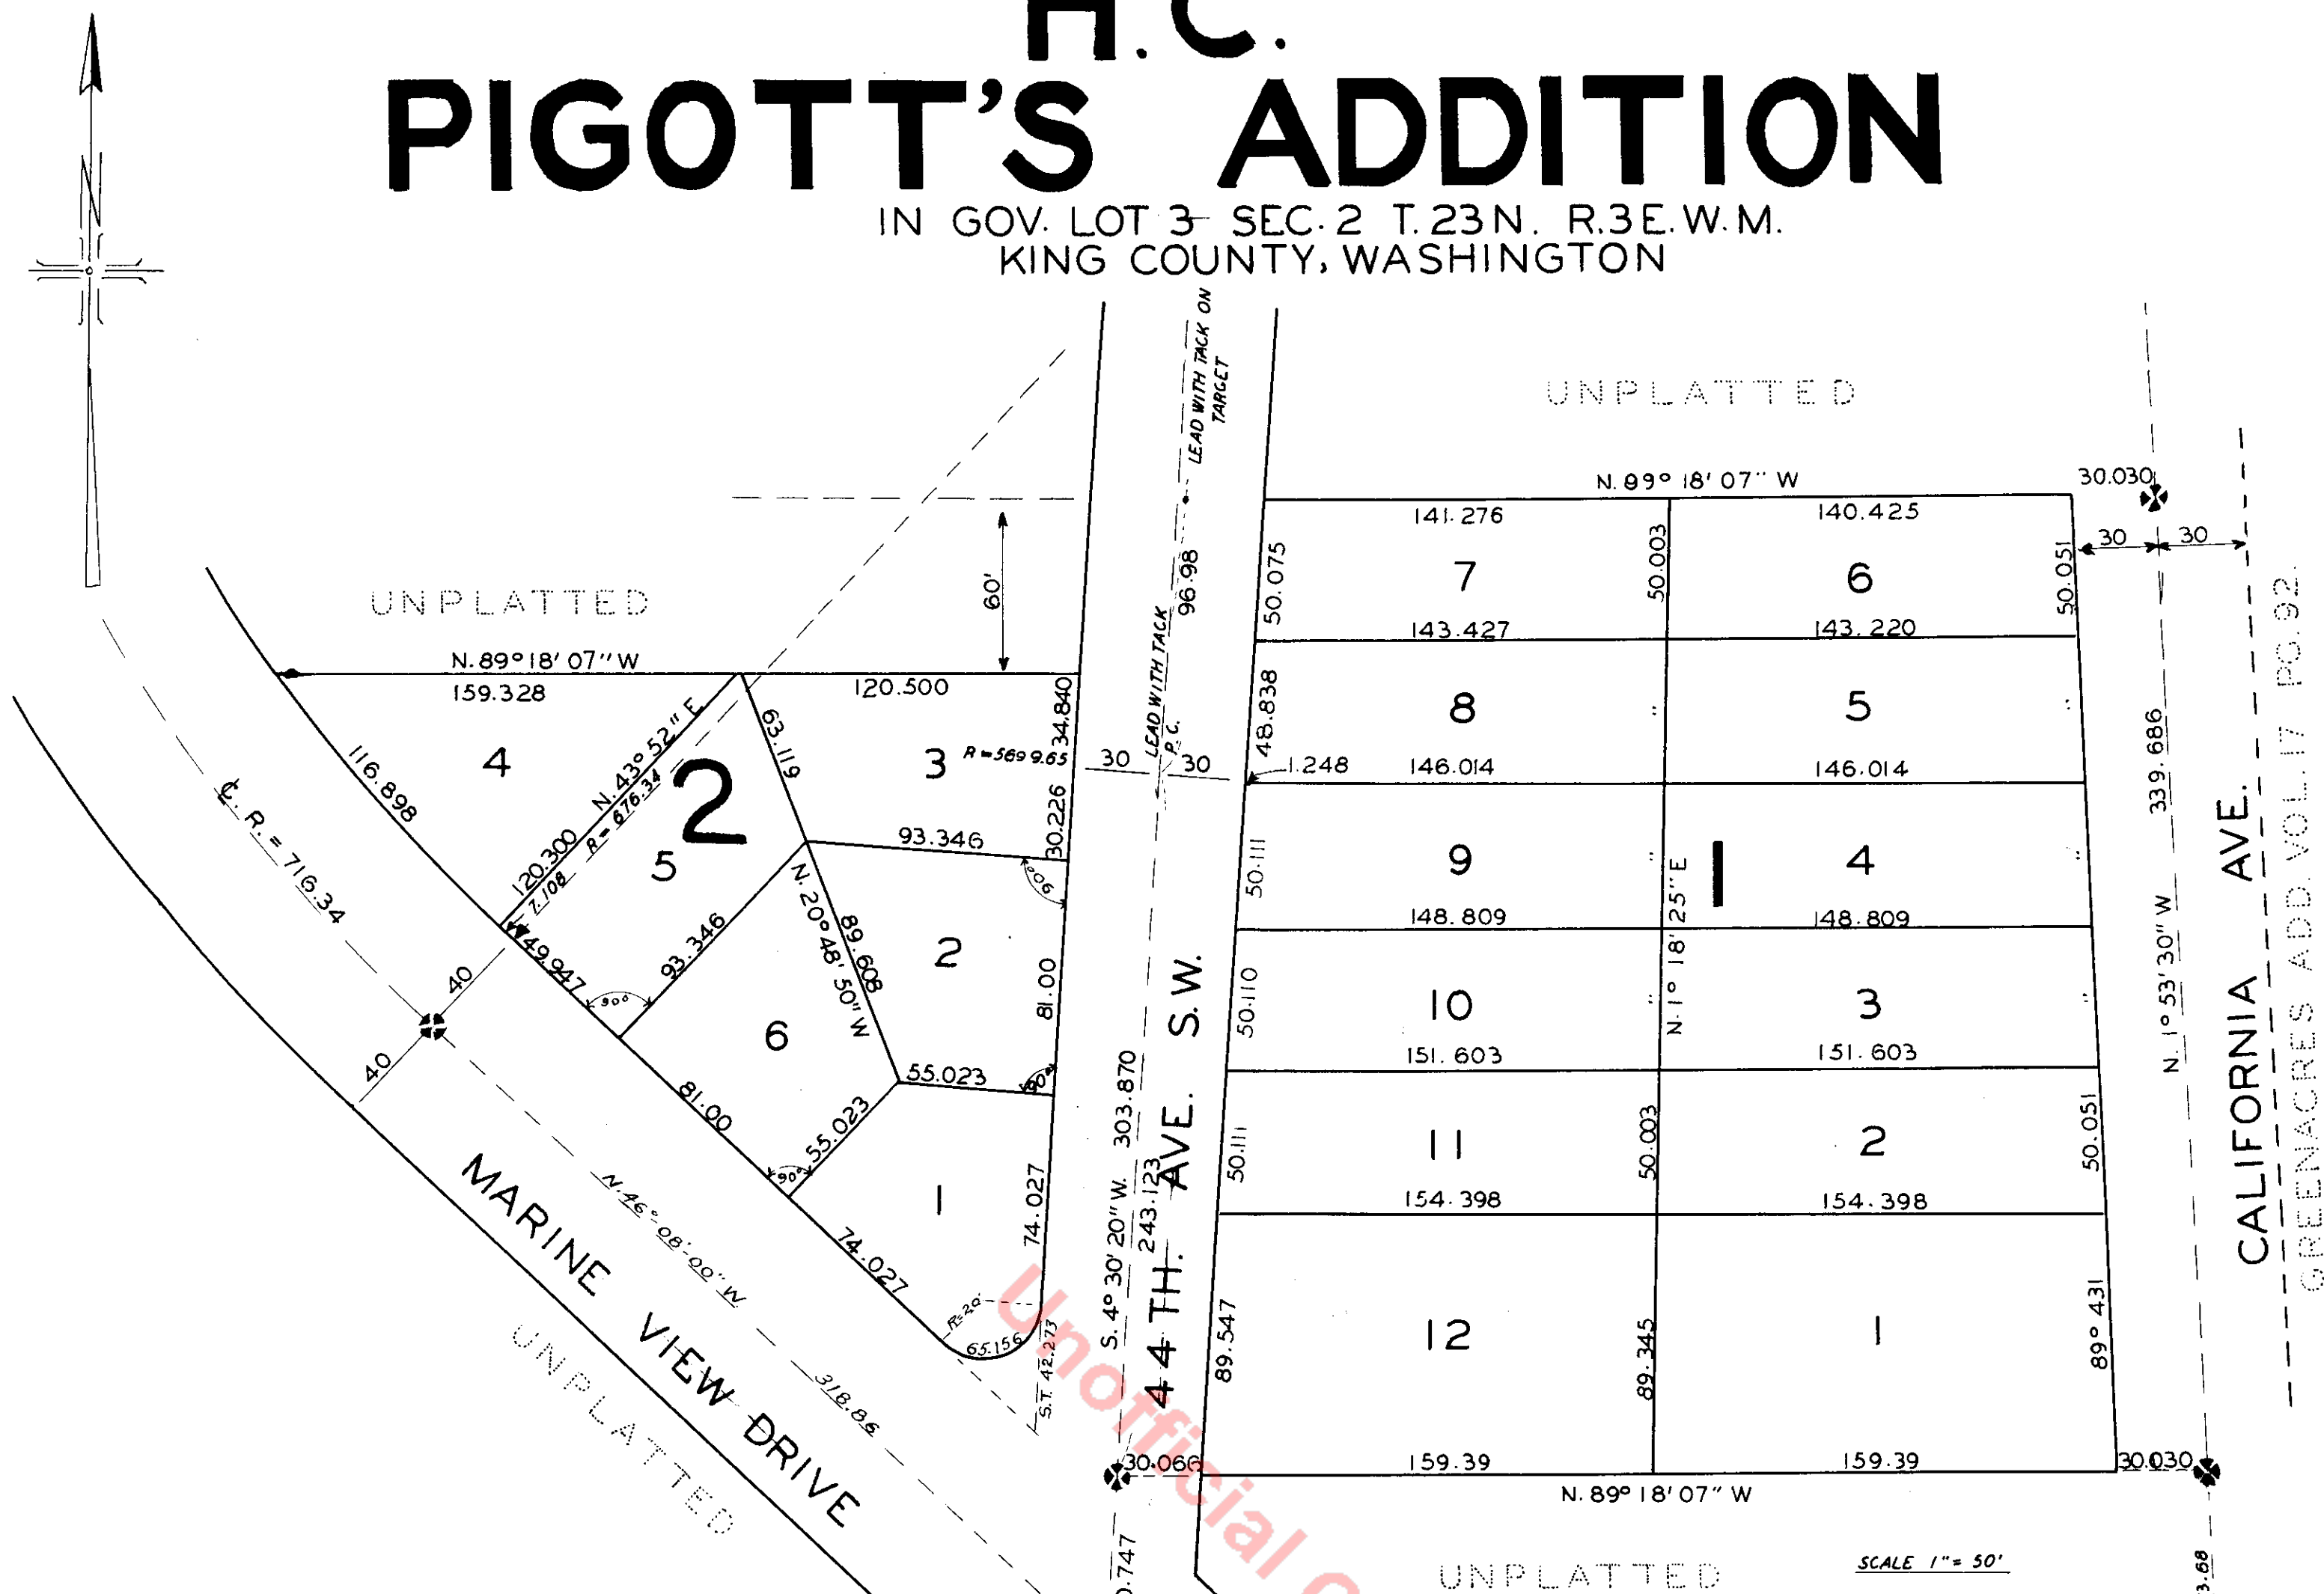 H.C.
PIGOTT'S ADDITION
IN GOV. LOT 3 SEC. 2 T. 23 N. R. 3 E. W. M.
KING COUNTY, WASHINGTON
N
LEAD WITH TACK ON
TARGET
UNPLATTED
96.98
LEAD WITH TACK
P.C.
30
30
UNPLATTED
N. 89° 18' 07" W
159.328
120.500
60'
34.840
116.898
4
N. 43° 52" E
120.300
R = 676.34
7.108
2
5
63.119
3
R = 5699.65
30.226
93.346
49.947
90°
93.346
N. 20° 48' 50" W
89.608
90°
2
81.00
90°
6
55.023
81.00
55.023
90°
1
74.027
74.027
R=20'
65.156
S.T. 42.273
₵. R. = 716.34
40
40
N. 46°-08'-00" W
318.86
MARINE VIEW DRIVE
UNPLATTED
S. 4° 30' 20" W. 303.870
243.123
44 TH. AVE. S.W.
30.066
0.747
N. 99° 18' 07" W
30.030
141.276
140.425
30
30
50.075
7
50.003
6
50.051
143.427
143.220
48.838
8
"
5
"
1.248
146.014
146.014
50.111
9
"
1
4
"
148.809
148.809
N. 1° 18' 25" E
50.110
10
"
3
"
151.603
151.603
50.111
11
50.003
2
50.051
154.398
154.398
89.547
12
89.345
1
89° 431
159.39
159.39
30.030
N. 89° 18' 07" W
339.686
N. 1° 53' 30" W
CALIFORNIA AVE.
GREENACRES ADD. VOL. 17 PG. 92.
UNPLATTED
SCALE 1" = 50'
3.68
Unofficial C